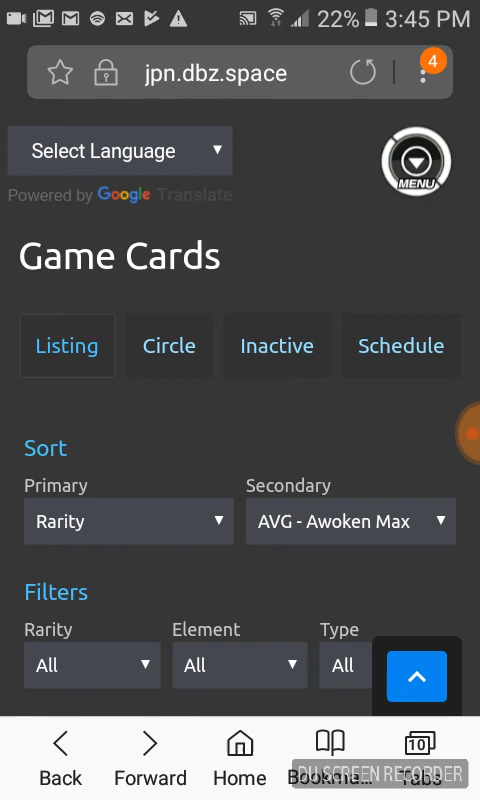 22% 3:45 PM
jpn.dbz.space
4
Select Language
MENU
Powered by Google Translate
Game Cards
Listing Circle Inactive Schedule
Sort
Primary Secondary
Rarity AVG - Awoken Max
Filters
Rarity Element Type
All All All
10
Back Forward Home Bookma... Tabs
DU SCREEN RECORDER